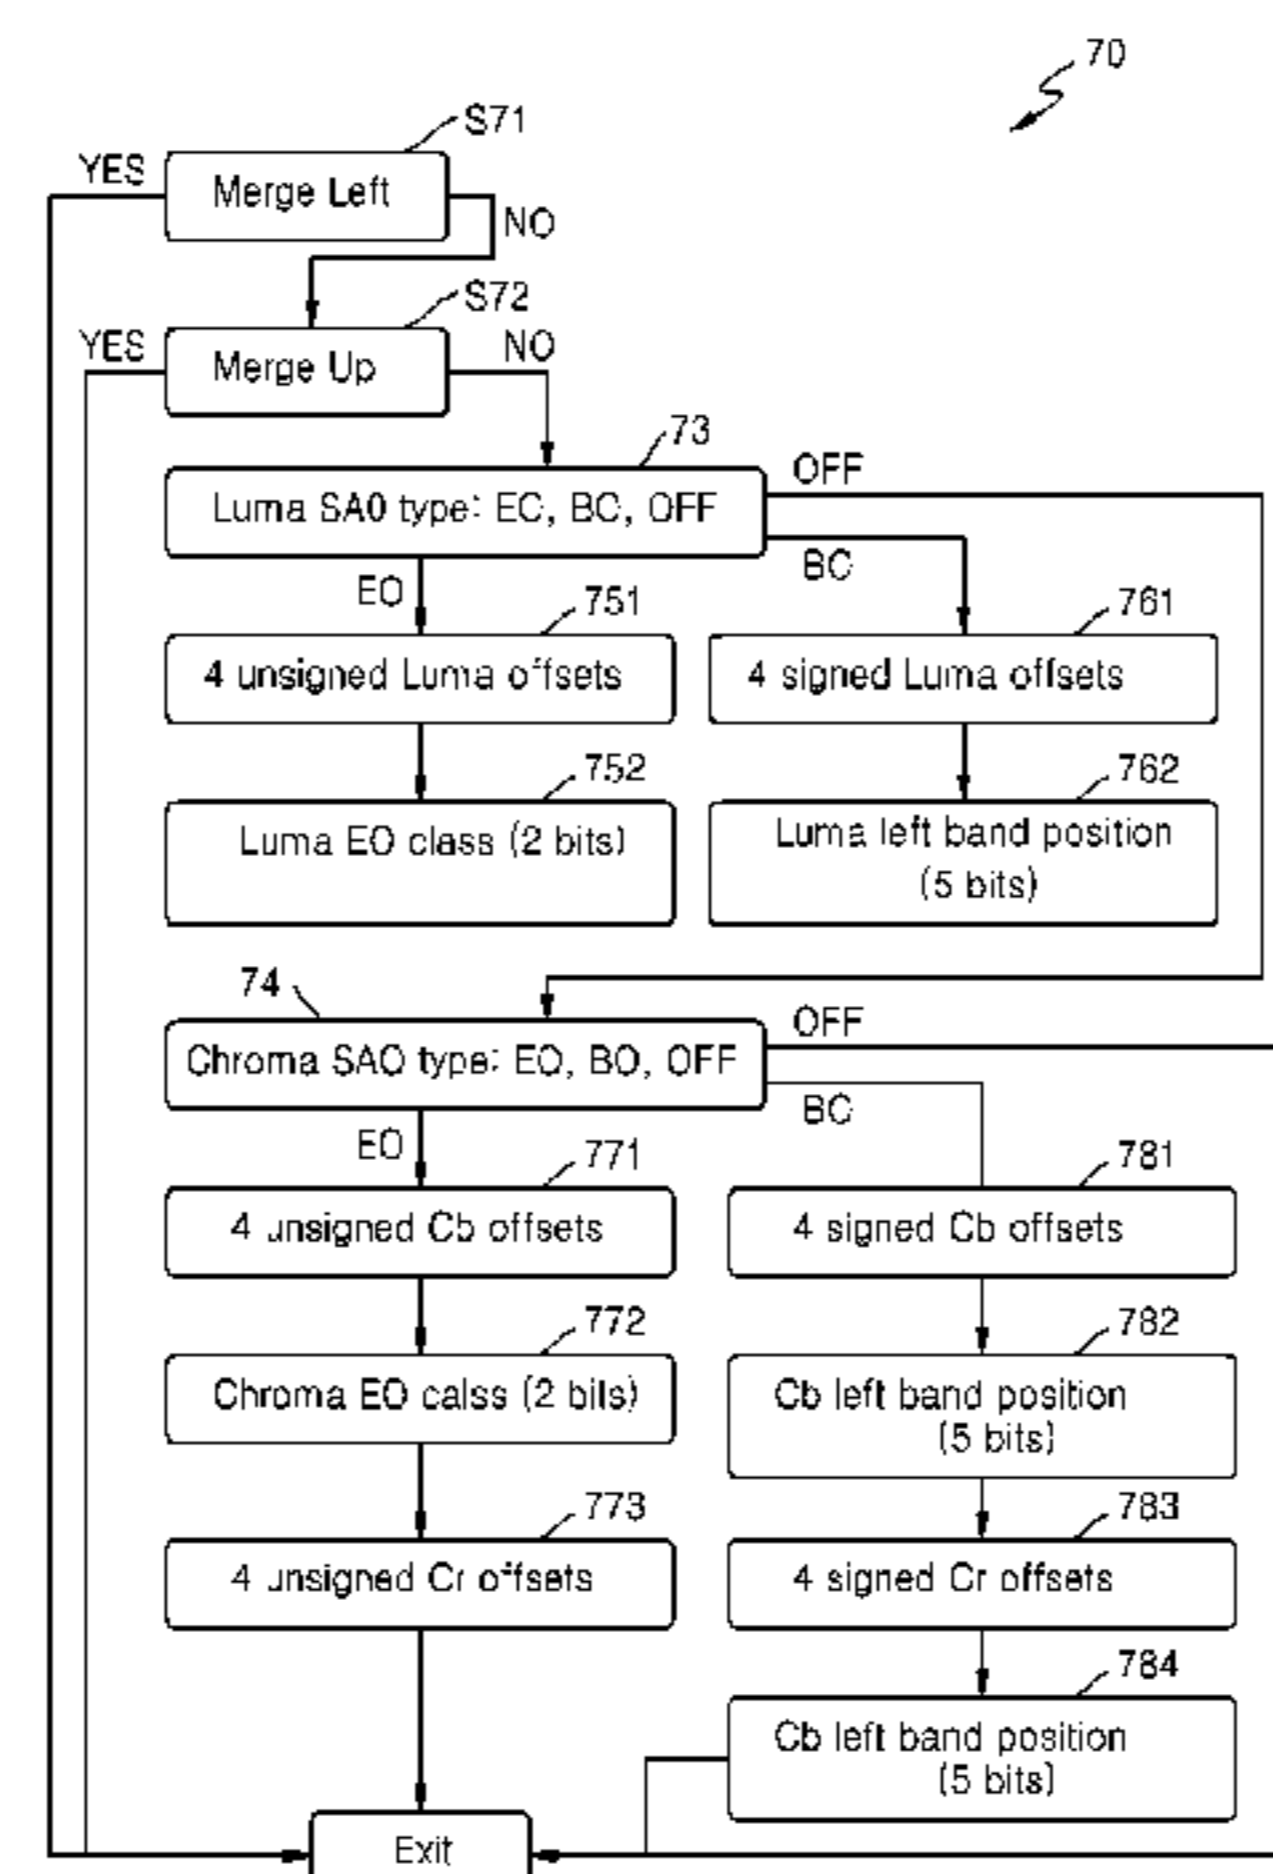 70
S71
YES
Merge Left
NO
S72
YES
Merge Up
NO
73
Luma SAO type: EC, BC, OFF
OFF
BC
EO
751
4 unsigned Luma offsets
761
4 signed Luma offsets
752
Luma EO class (2 bits)
762
Luma left band position
(5 bits)
74
Chroma SAO type: EO, BO, OFF
OFF
BC
EO
771
4 unsigned Cb offsets
781
4 signed Cb offsets
772
Chroma EO calss (2 bits)
782
Cb left band position
(5 bits)
773
4 unsigned Cr offsets
783
4 signed Cr offsets
784
Cb left band position
(5 bits)
Exit